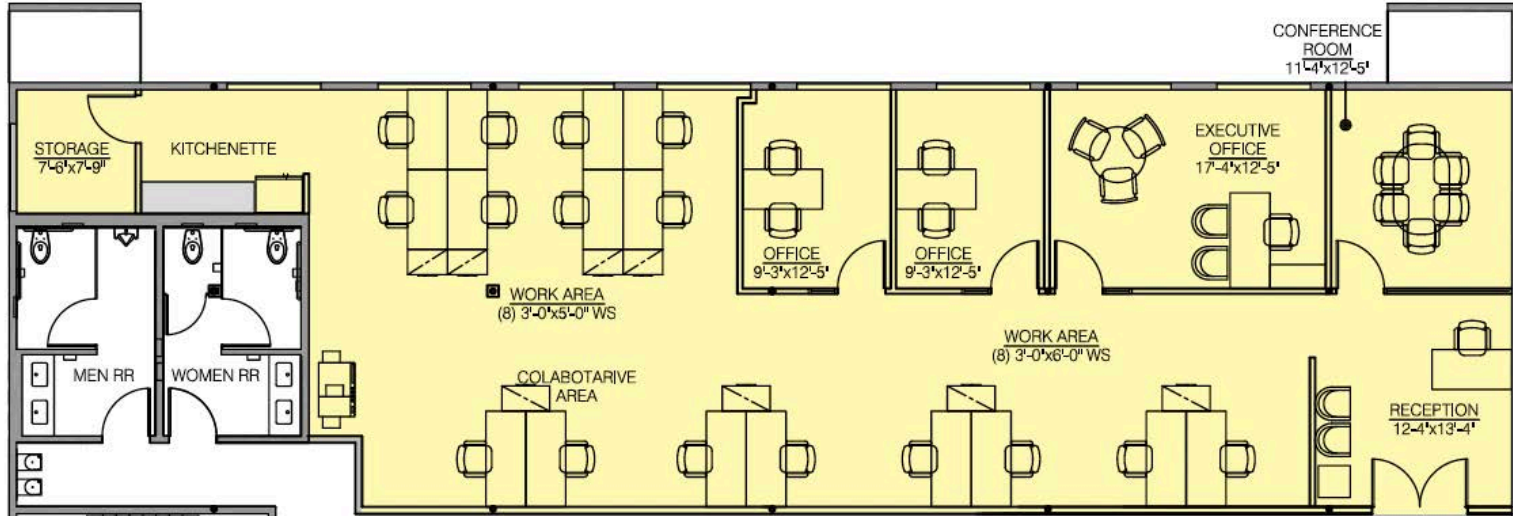 CONFERENCE
ROOM
11'-4"x12'-5"
STORAGE
7'-6"x7'-9"
KITCHENETTE
EXECUTIVE
OFFICE
17'-4"x12'-5"
OFFICE
9'-3"x12'-5"
OFFICE
9'-3"x12'-5"
WORK AREA
(8) 3'-0"x5'-0" WS
WORK AREA
(8) 3'-0"x6'-0" WS
MEN RR
WOMEN RR
COLABOTARIVE
AREA
RECEPTION
12'-4"x13'-4"